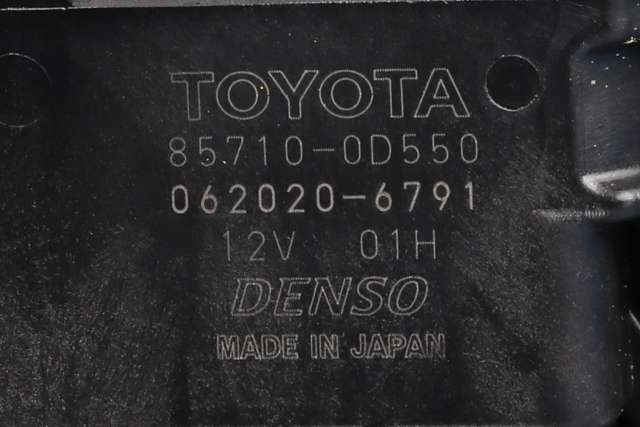 TOYOTA
85710-0D550
062020-6791
12V 01H
DENSO
MADE IN JAPAN